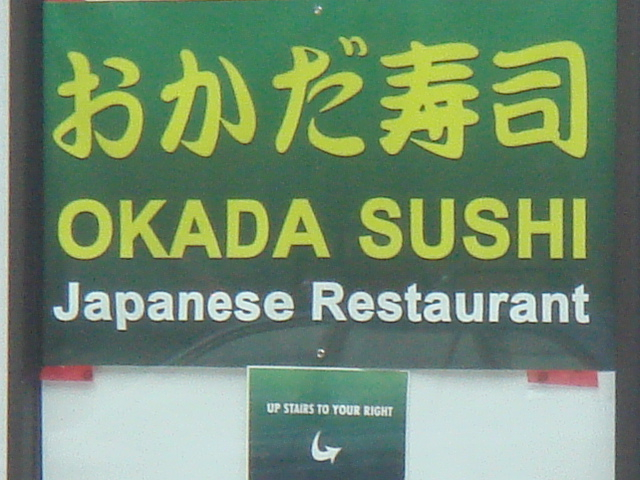 おかだ寿司
OKADA SUSHI
Japanese Restaurant
UP STAIRS TO YOUR RIGHT